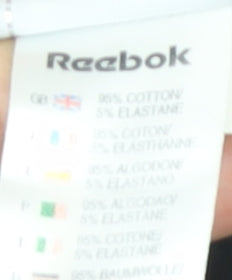 Reebok
GB 95% COTTON/
5% ELASTANE
F 95% COTON/
5% ELASTHANNE
E 95% ALGODON/
5% ELASTANO
P 95% ALGODAO/
5% ELASTANE
I 95% COTONE/
5% ELASTANE
95% BAUMWOLLE/